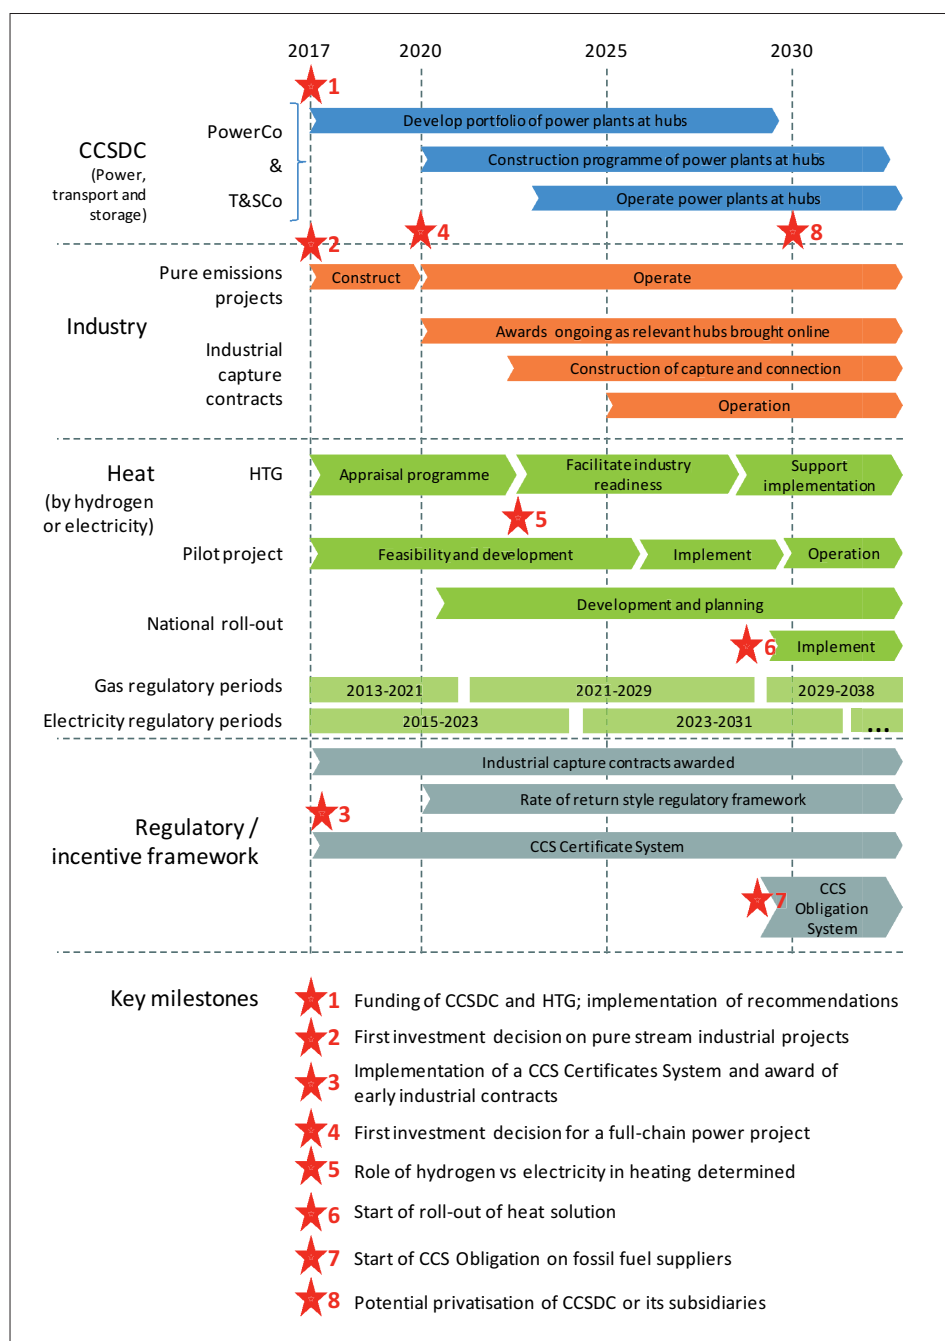 2017 2020 2025 2030
1
CCSDC
(Power,
transport and
storage)
PowerCo
&
T&SCo
Develop portfolio of power plants at hubs
Construction programme of power plants at hubs
Operate power plants at hubs
2 4 8
Industry
Pure emissions
projects
Construct Operate
Industrial
capture
contracts
Awards ongoing as relevant hubs brought online
Construction of capture and connection
Operation
Heat
(by hydrogen
or electricity)
HTG
Appraisal programme
Facilitate industry
readiness
Support
implementation
5
Pilot project
Feasibility and development Implement Operation
National roll-out
Development and planning
6 Implement
Gas regulatory periods 2013-2021 2021-2029 2029-2038
Electricity regulatory periods 2015-2023 2023-2031 ...
Regulatory /
incentive framework
Industrial capture contracts awarded
Rate of return style regulatory framework
3
CCS Certificate System
7
CCS
Obligation
System
Key milestones
1 Funding of CCSDC and HTG; implementation of recommendations
2 First investment decision on pure stream industrial projects
3 Implementation of a CCS Certificates System and award of
early industrial contracts
4 First investment decision for a full-chain power project
5 Role of hydrogen vs electricity in heating determined
6 Start of roll-out of heat solution
7 Start of CCS Obligation on fossil fuel suppliers
8 Potential privatisation of CCSDC or its subsidiaries